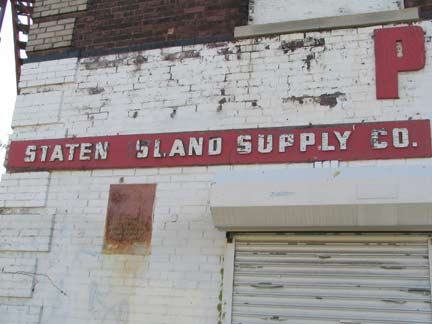 P
STATEN SLAND SUPPLY CO.